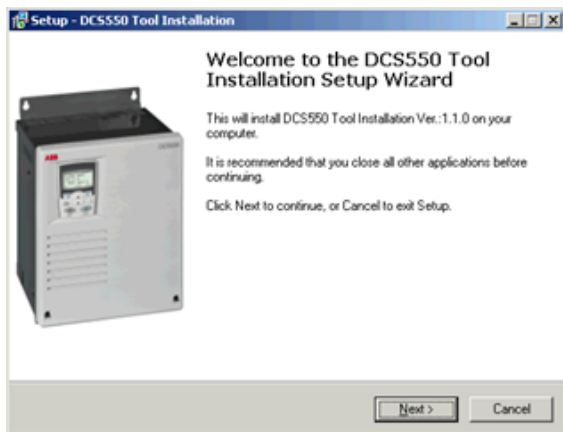 Setup - DCS550 Tool Installation
Welcome to the DCS550 Tool
Installation Setup Wizard
This will install DCS550 Tool Installation Ver.:1.1.0 on your
computer.
It is recommended that you close all other applications before
continuing.
Click Next to continue, or Cancel to exit Setup.
ABB
Next >
Cancel